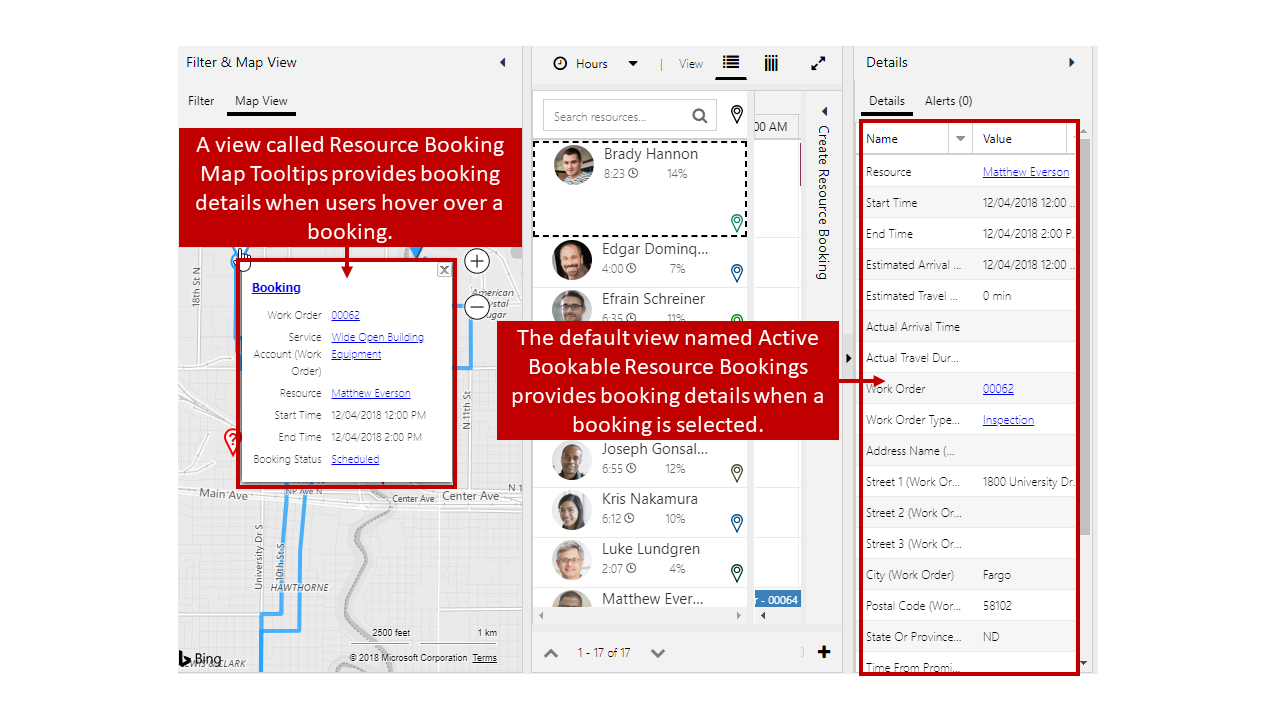 Filter & Map View
Filter Map View
A view called Resource Booking
Map Tooltips provides booking
details when users hover over a
booking.
18th St N
American
Crystal
Sugar
Booking
Work Order 00062
Service Wide Open Building
Account (Work Equipment
Order)
Resource Matthew Everson
Start Time 12/04/2018 12:00 PM
End Time 12/04/2018 2:00 PM
Booking Status Scheduled
N 11th St
?
Main Ave
NP Ave N
Center Ave
Center Ave
N 1
University Dr S
10th St S
HAWTHORNE
2500 feet 1 km
Bing
& CLARK
© 2018 Microsoft Corporation Terms
Hours | View
Search resources...
:00 AM
Brady Hannon
8:23 14%
Edgar Dominq...
4:00 7%
Efrain Schreiner
6:35 11%
The default view named Active
Bookable Resource Bookings
provides booking details when a
booking is selected.
Joseph Gonsal...
6:55 12%
Kris Nakamura
6:12 10%
Luke Lundgren
2:07 4%
Matthew Ever...
r - 00064
1 - 17 of 17
Create Resource Booking
Details
Details Alerts (0)
Name Value
Resource Matthew Everson
Start Time 12/04/2018 12:00 ...
End Time 12/04/2018 2:00 P...
Estimated Arrival ... 12/04/2018 12:00 ...
Estimated Travel ... 0 min
Actual Arrival Time
Actual Travel Dur...
Work Order 00062
Work Order Type... Inspection
Address Name (...
Street 1 (Work Or... 1800 University Dr...
Street 2 (Work Or...
Street 3 (Work Or...
City (Work Order) Fargo
Postal Code (Wor... 58102
State Or Province... ND
Time From Promi...